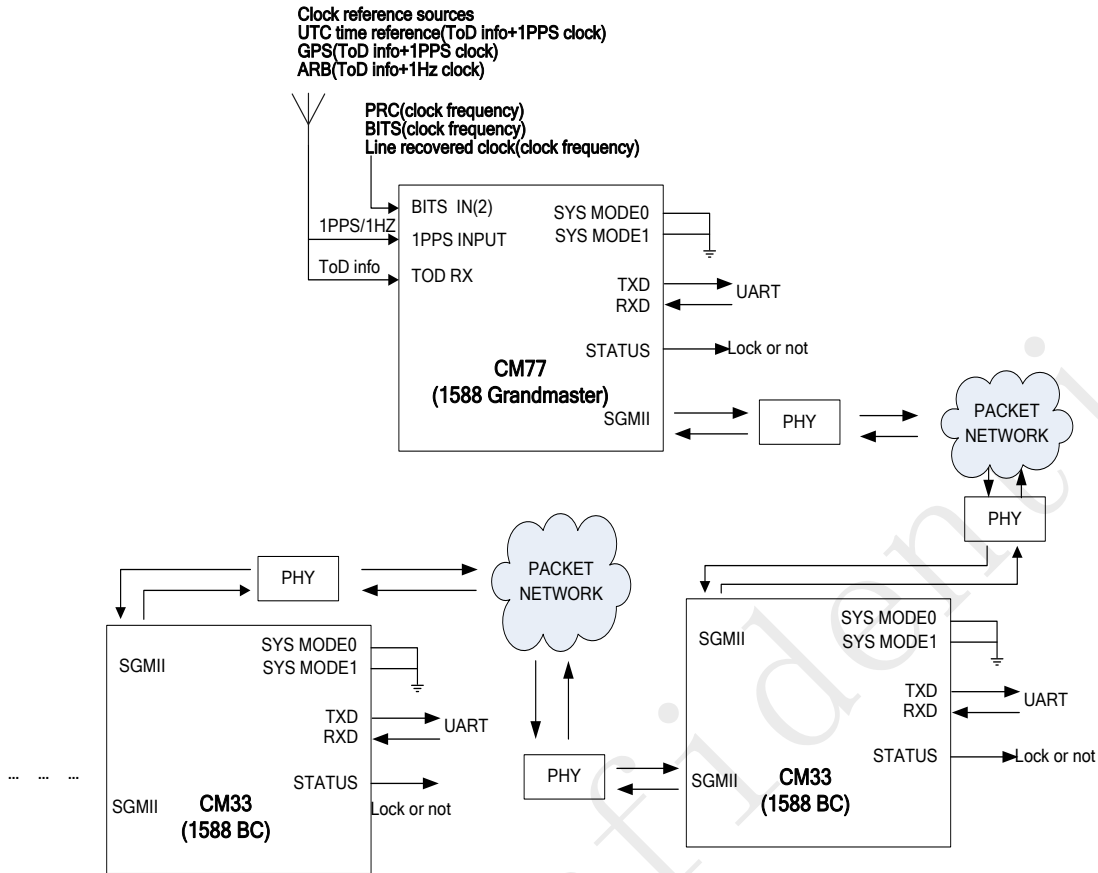 Clock reference sources
UTC time reference(ToD info+1PPS clock)
GPS(ToD info+1PPS clock)
ARB(ToD info+1Hz clock)
PRC(clock frequency)
BITS(clock frequency)
Line recovered clock(clock frequency)
1PPS/1HZ
ToD info
BITS IN(2)
1PPS INPUT
TOD RX
SYS MODE0
SYS MODE1
TXD
RXD
UART
STATUS
Lock or not
CM77
(1588 Grandmaster)
SGMII
PHY
PACKET
NETWORK
PHY
PHY
PACKET
NETWORK
SGMII
SYS MODE0
SYS MODE1
TXD
RXD
UART
STATUS
Lock or not
SGMII
CM33
(1588 BC)
PHY
SGMII
SYS MODE0
SYS MODE1
TXD
RXD
UART
STATUS
Lock or not
SGMII
CM33
(1588 BC)
... ... ...
fidenti